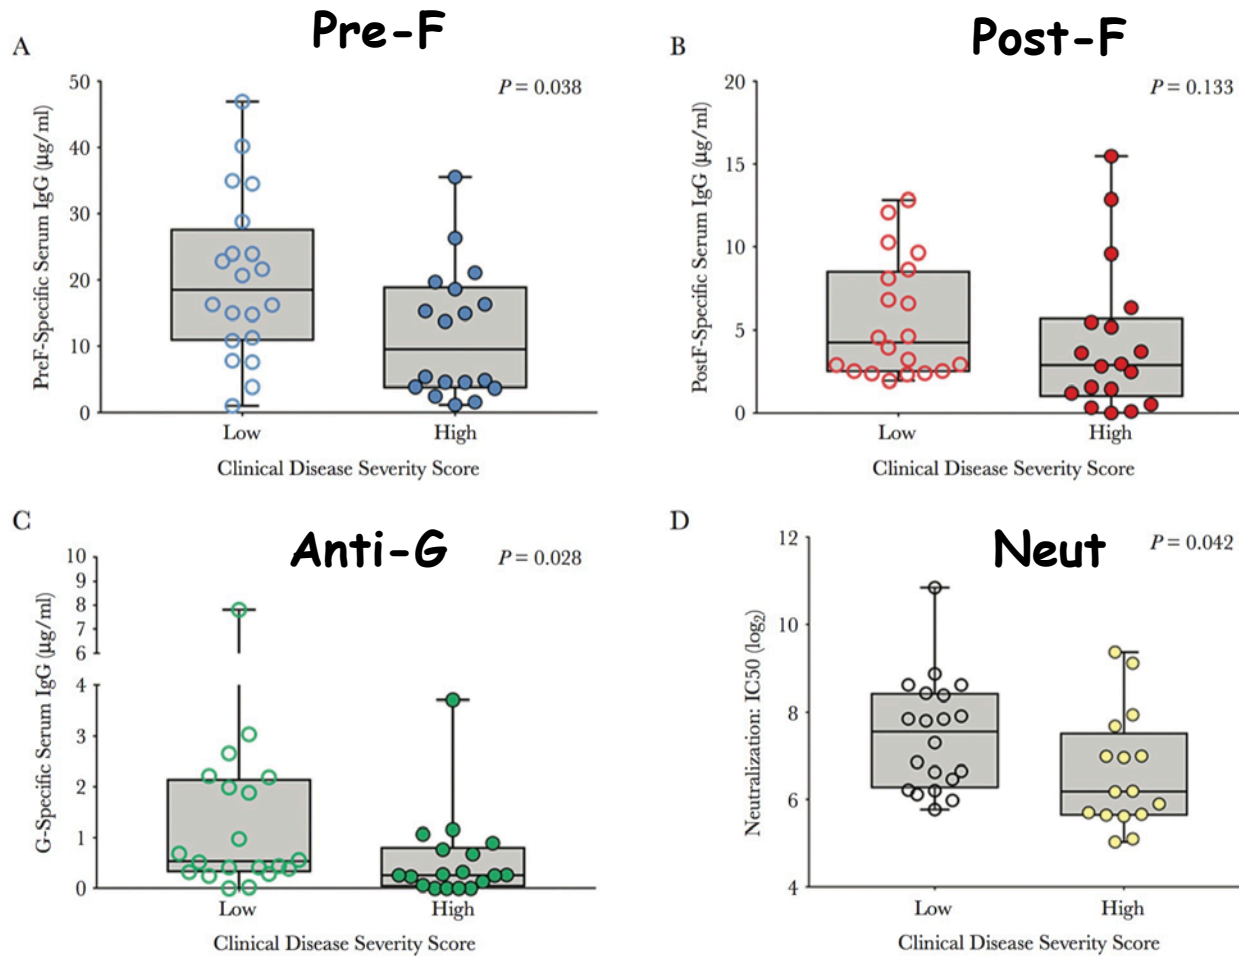 A
Pre-F
P = 0.038
PreF-Specific Serum IgG (µg/ml)
50
40
30
20
10
0
Low
High
Clinical Disease Severity Score
B
Post-F
P = 0.133
PostF-Specific Serum IgG (µg/ml)
20
15
10
5
0
Low
High
Clinical Disease Severity Score
C
Anti-G
P = 0.028
G-Specific Serum IgG (µg/ml)
10
9
8
7
6
4
3
2
1
0
Low
High
Clinical Disease Severity Score
D
Neut
P = 0.042
Neutralization: IC50 (log₂)
12
10
8
6
4
Low
High
Clinical Disease Severity Score